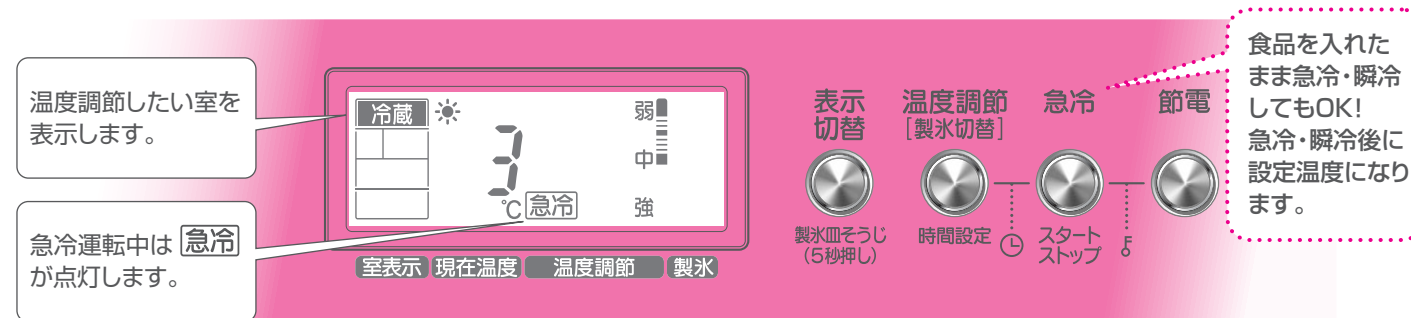 温度調節したい室を
表示します。
急冷運転中は 急冷
が点灯します。
冷蔵
3
℃ 急冷
弱
中
強
室表示 現在温度 温度調節 製氷
表示
切替
製氷皿そうじ
(5秒押し)
温度調節
[製氷切替]
時間設定
急冷
スタート
ストップ
節電
食品を入れた
まま急冷・瞬冷
してもOK!
急冷・瞬冷後に
設定温度になり
ます。